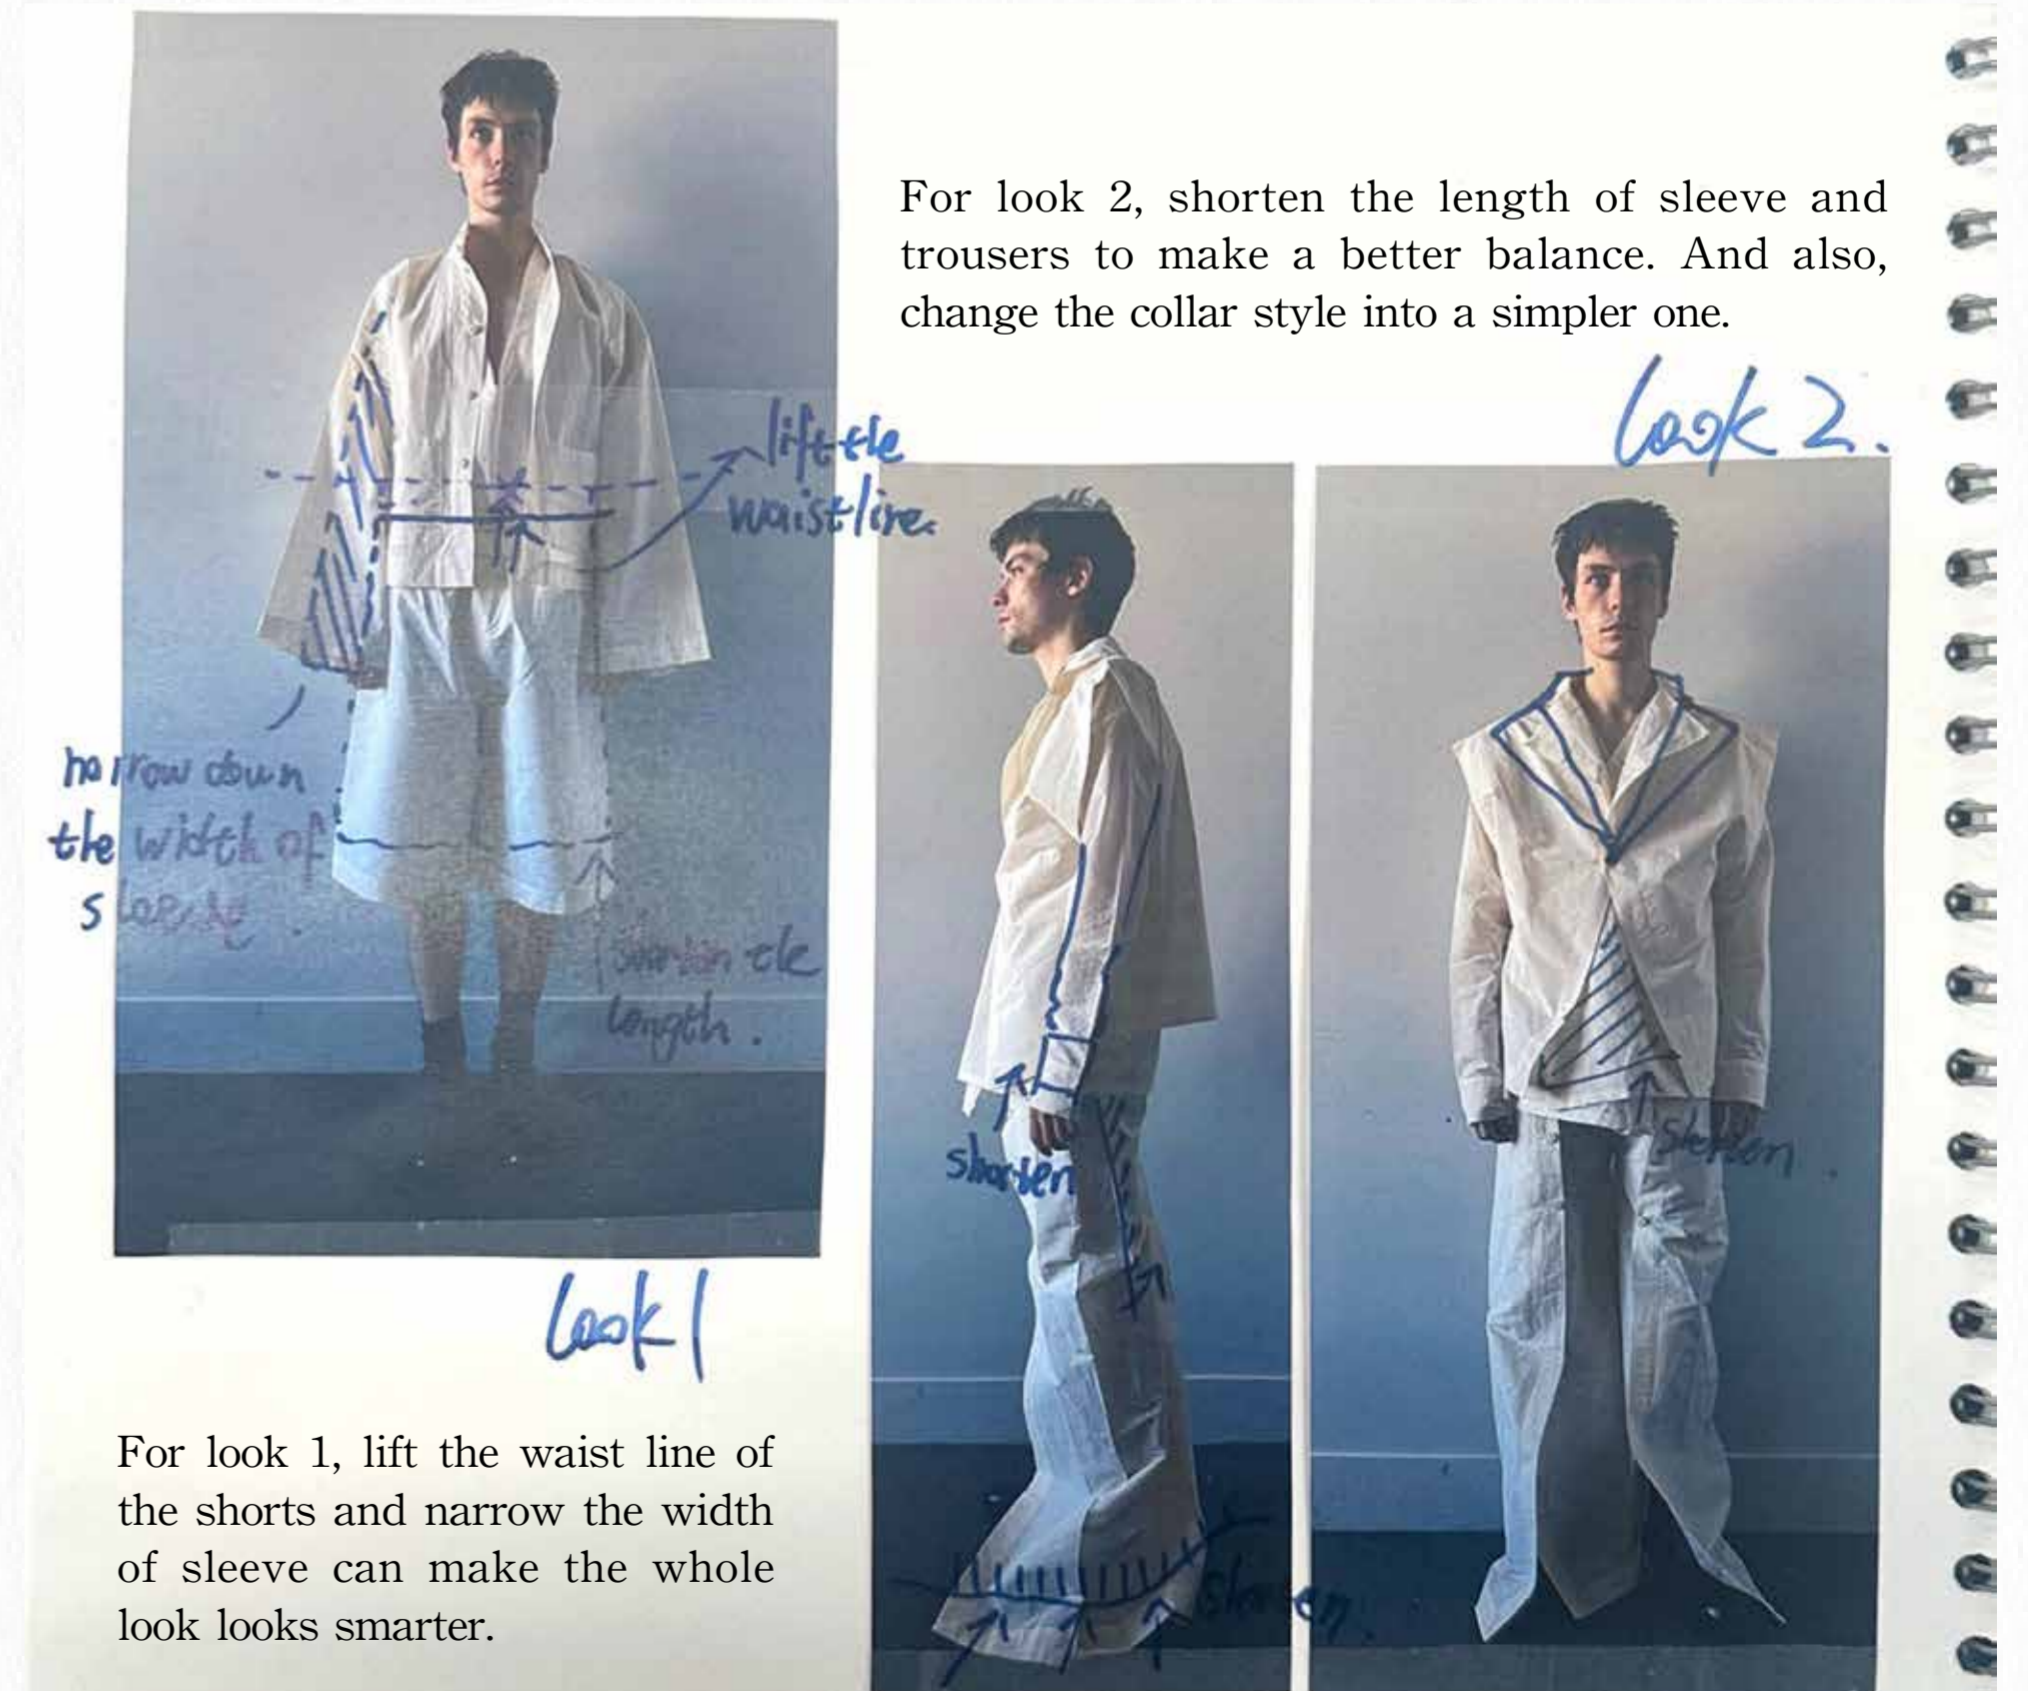 For look 2, shorten the length of sleeve and
trousers to make a better balance. And also,
change the collar style into a simpler one.
look 2.
lift the
waistline.
narrow down
the width of
sleeve
shorten the
length.
look 1
shorten
shorten
shorten.
For look 1, lift the waist line of
the shorts and narrow the width
of sleeve can make the whole
look looks smarter.